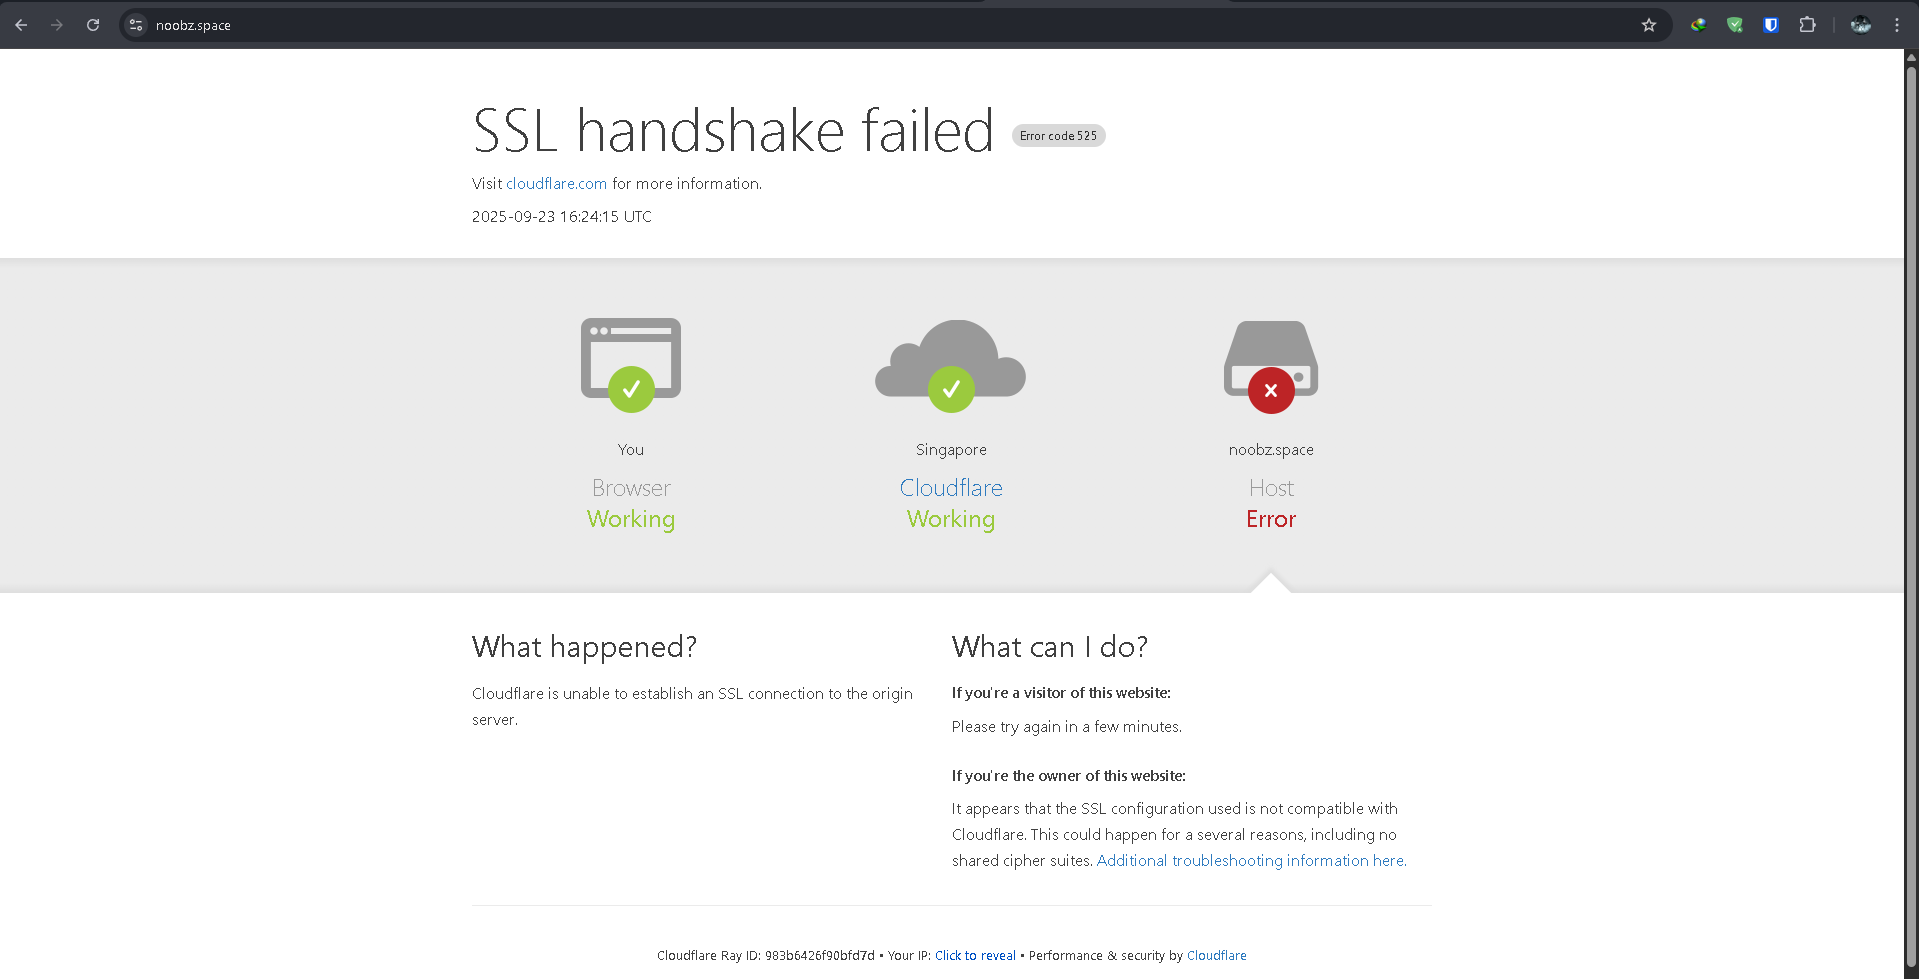 noobz.space
SSL handshake failed Error code 525
Visit cloudflare.com for more information.
2025-09-23 16:24:15 UTC
You
Browser
Working
Singapore
Cloudflare
Working
noobz.space
Host
Error
What happened?
Cloudflare is unable to establish an SSL connection to the origin
server.
What can I do?
If you're a visitor of this website:
Please try again in a few minutes.
If you're the owner of this website:
It appears that the SSL configuration used is not compatible with
Cloudflare. This could happen for a several reasons, including no
shared cipher suites. Additional troubleshooting information here.
Cloudflare Ray ID: 983b6426f90bfd7d • Your IP: Click to reveal • Performance & security by Cloudflare